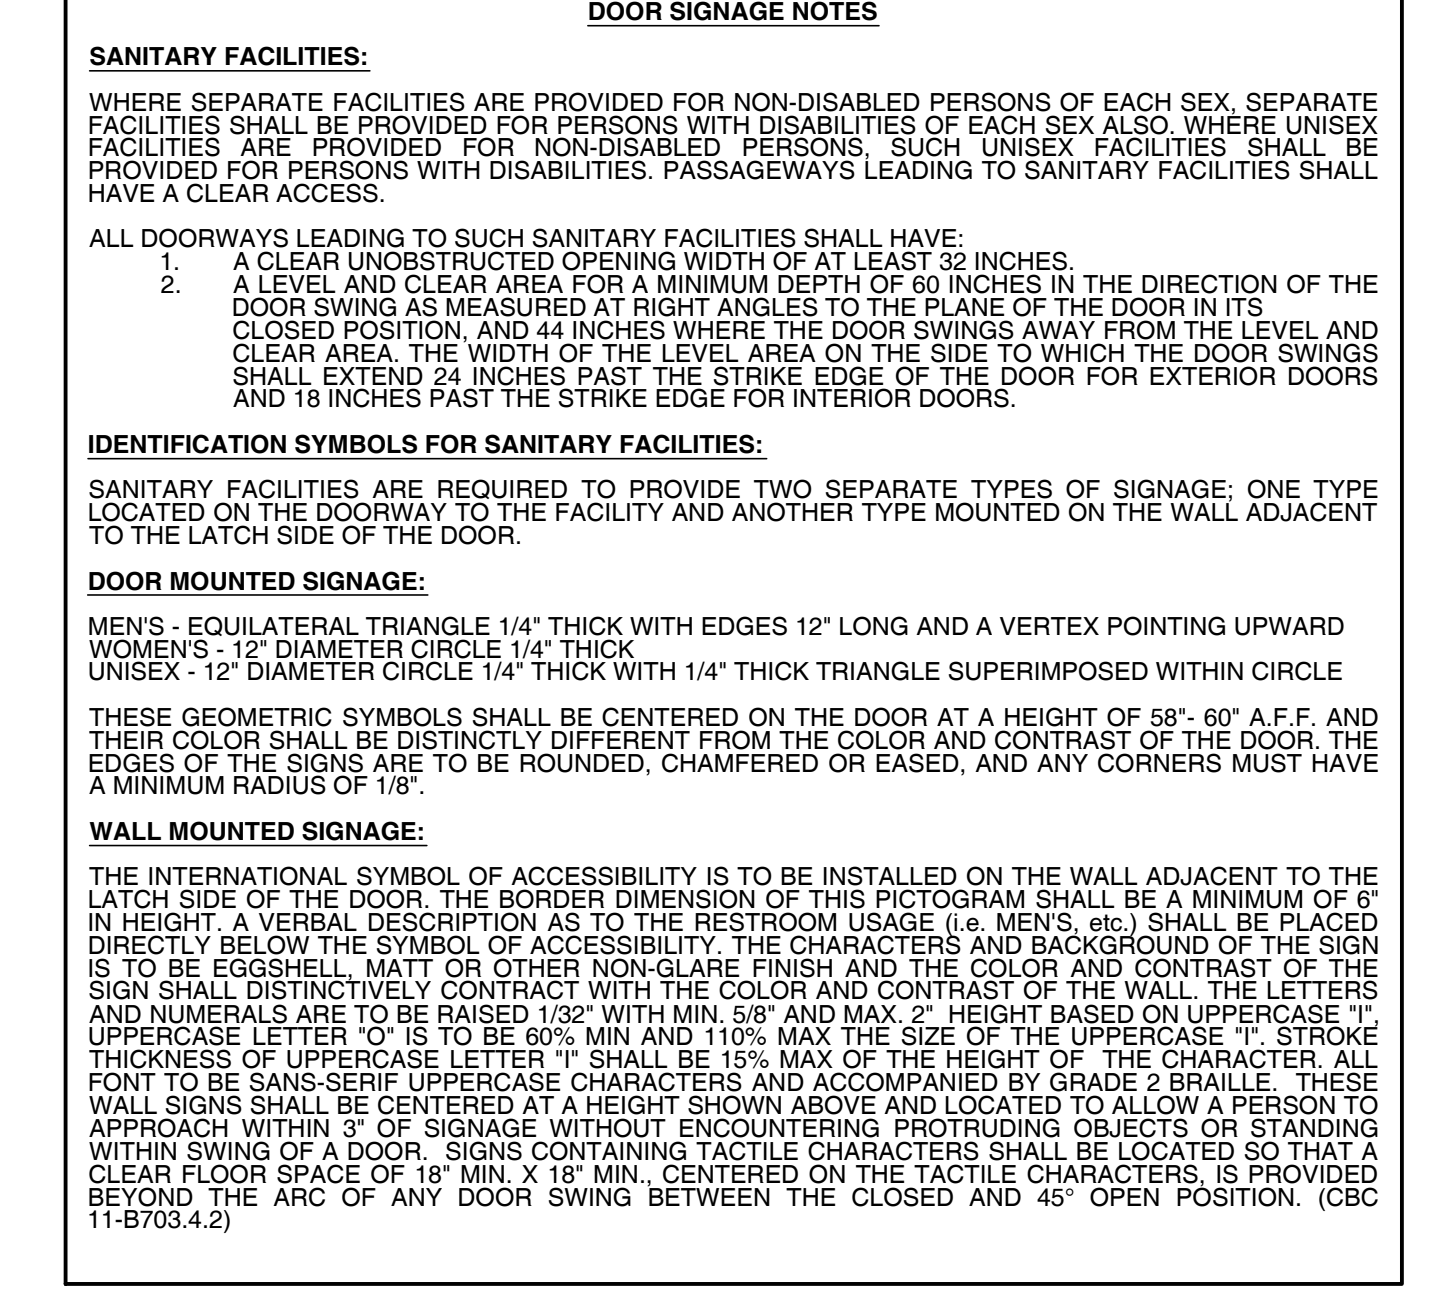 DOOR SIGNAGE NOTES
SANITARY FACILITIES:
WHERE SEPARATE FACILITIES ARE PROVIDED FOR NON-DISABLED PERSONS OF EACH SEX, SEPARATE
FACILITIES SHALL BE PROVIDED FOR PERSONS WITH DISABILITIES OF EACH SEX ALSO. WHERE UNISEX
FACILITIES ARE PROVIDED FOR NON-DISABLED PERSONS, SUCH UNISEX FACILITIES SHALL BE
PROVIDED FOR PERSONS WITH DISABILITIES. PASSAGEWAYS LEADING TO SANITARY FACILITIES SHALL
HAVE A CLEAR ACCESS.
ALL DOORWAYS LEADING TO SUCH SANITARY FACILITIES SHALL HAVE:
1. A CLEAR UNOBSTRUCTED OPENING WIDTH OF AT LEAST 32 INCHES.
2. A LEVEL AND CLEAR AREA FOR A MINIMUM DEPTH OF 60 INCHES IN THE DIRECTION OF THE
DOOR SWING AS MEASURED AT RIGHT ANGLES TO THE PLANE OF THE DOOR IN ITS
CLOSED POSITION, AND 44 INCHES WHERE THE DOOR SWINGS AWAY FROM THE LEVEL AND
CLEAR AREA. THE WIDTH OF THE LEVEL AREA ON THE SIDE TO WHICH THE DOOR SWINGS
SHALL EXTEND 24 INCHES PAST THE STRIKE EDGE OF THE DOOR FOR EXTERIOR DOORS
AND 18 INCHES PAST THE STRIKE EDGE FOR INTERIOR DOORS.
IDENTIFICATION SYMBOLS FOR SANITARY FACILITIES:
SANITARY FACILITIES ARE REQUIRED TO PROVIDE TWO SEPARATE TYPES OF SIGNAGE; ONE TYPE
LOCATED ON THE DOORWAY TO THE FACILITY AND ANOTHER TYPE MOUNTED ON THE WALL ADJACENT
TO THE LATCH SIDE OF THE DOOR.
DOOR MOUNTED SIGNAGE:
MEN'S - EQUILATERAL TRIANGLE 1/4" THICK WITH EDGES 12" LONG AND A VERTEX POINTING UPWARD
WOMEN'S - 12" DIAMETER CIRCLE 1/4" THICK
UNISEX - 12" DIAMETER CIRCLE 1/4" THICK WITH 1/4" THICK TRIANGLE SUPERIMPOSED WITHIN CIRCLE
THESE GEOMETRIC SYMBOLS SHALL BE CENTERED ON THE DOOR AT A HEIGHT OF 58"- 60" A.F.F. AND
THEIR COLOR SHALL BE DISTINCTLY DIFFERENT FROM THE COLOR AND CONTRAST OF THE DOOR. THE
EDGES OF THE SIGNS ARE TO BE ROUNDED, CHAMFERED OR EASED, AND ANY CORNERS MUST HAVE
A MINIMUM RADIUS OF 1/8".
WALL MOUNTED SIGNAGE:
THE INTERNATIONAL SYMBOL OF ACCESSIBILITY IS TO BE INSTALLED ON THE WALL ADJACENT TO THE
LATCH SIDE OF THE DOOR. THE BORDER DIMENSION OF THIS PICTOGRAM SHALL BE A MINIMUM OF 6"
IN HEIGHT. A VERBAL DESCRIPTION AS TO THE RESTROOM USAGE (i.e. MEN'S, etc.) SHALL BE PLACED
DIRECTLY BELOW THE SYMBOL OF ACCESSIBILITY. THE CHARACTERS AND BACKGROUND OF THE SIGN
IS TO BE EGGSHELL, MATT OR OTHER NON-GLARE FINISH AND THE COLOR AND CONTRAST OF THE
SIGN SHALL DISTINCTIVELY CONTRACT WITH THE COLOR AND CONTRAST OF THE WALL. THE LETTERS
AND NUMERALS ARE TO BE RAISED 1/32" WITH MIN. 5/8" AND MAX. 2" HEIGHT BASED ON UPPERCASE "I",
UPPERCASE LETTER "O" IS TO BE 60% MIN AND 110% MAX THE SIZE OF THE UPPERCASE "I". STROKE
THICKNESS OF UPPERCASE LETTER "I" SHALL BE 15% MAX OF THE HEIGHT OF THE CHARACTER. ALL
FONT TO BE SANS-SERIF UPPERCASE CHARACTERS AND ACCOMPANIED BY GRADE 2 BRAILLE. THESE
WALL SIGNS SHALL BE CENTERED AT A HEIGHT SHOWN ABOVE AND LOCATED TO ALLOW A PERSON TO
APPROACH WITHIN 3" OF SIGNAGE WITHOUT ENCOUNTERING PROTRUDING OBJECTS OR STANDING
WITHIN SWING OF A DOOR. SIGNS CONTAINING TACTILE CHARACTERS SHALL BE LOCATED SO THAT A
CLEAR FLOOR SPACE OF 18" MIN. X 18" MIN., CENTERED ON THE TACTILE CHARACTERS, IS PROVIDED
BEYOND THE ARC OF ANY DOOR SWING BETWEEN THE CLOSED AND 45° OPEN POSITION. (CBC
11-B703.4.2)